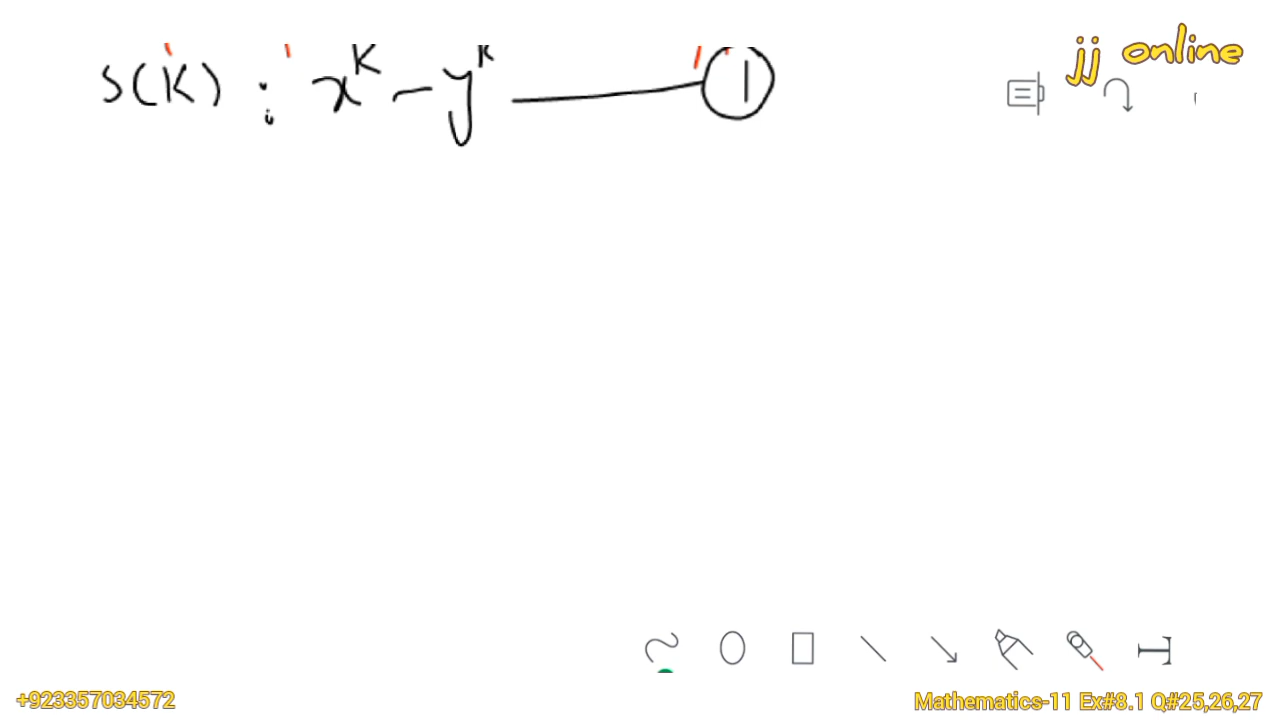 jj online
S(K) : x^K - y^K ——— ①
+923357034572
Mathematics-11 Ex#8.1 Q#25,26,27